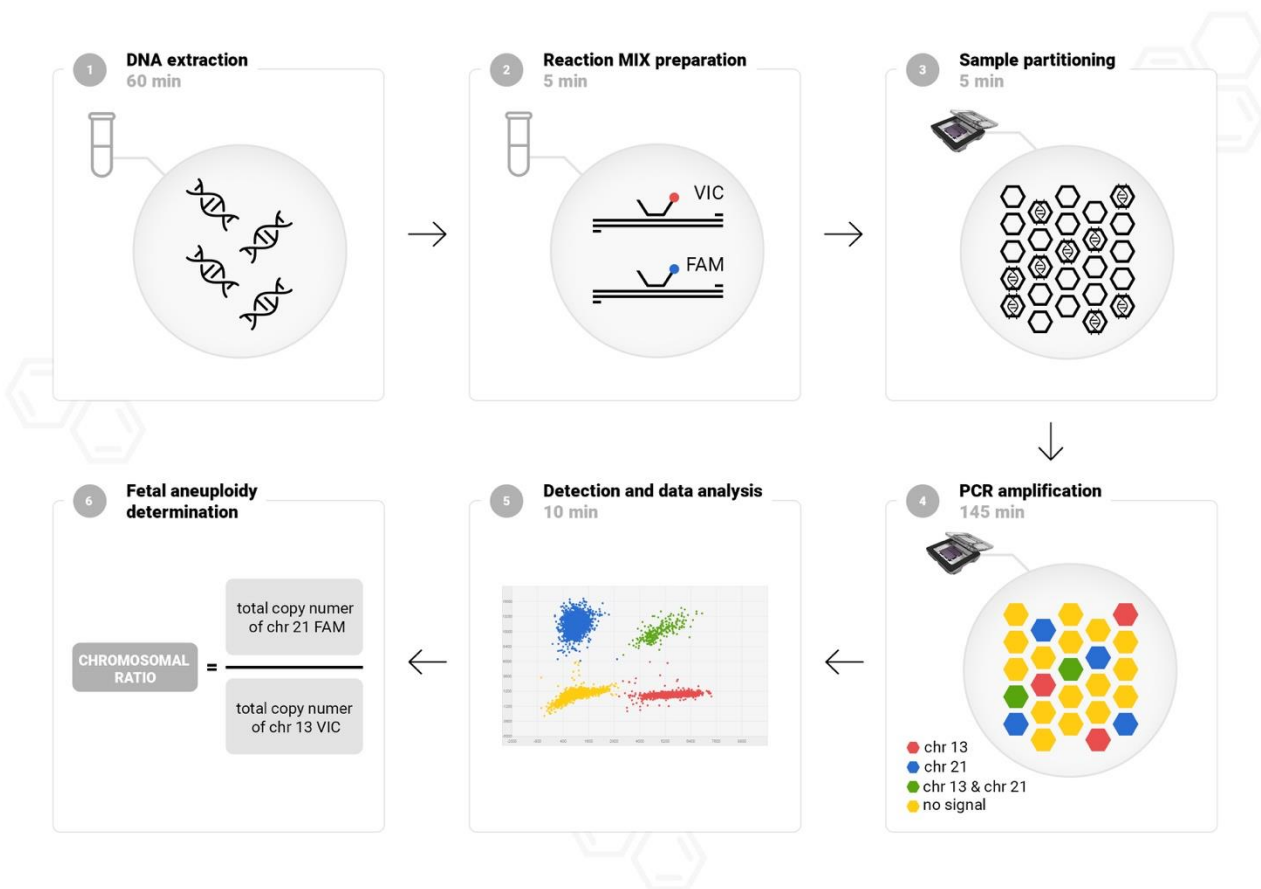 1
DNA extraction
60 min
2
Reaction MIX preparation
5 min
VIC
FAM
3
Sample partitioning
5 min
4
PCR amplification
145 min
chr 13
chr 21
chr 13 & chr 21
no signal
5
Detection and data analysis
10 min
6
Fetal aneuploidy
determination
CHROMOSOMAL
RATIO
=
total copy numer
of chr 21 FAM
total copy numer
of chr 13 VIC